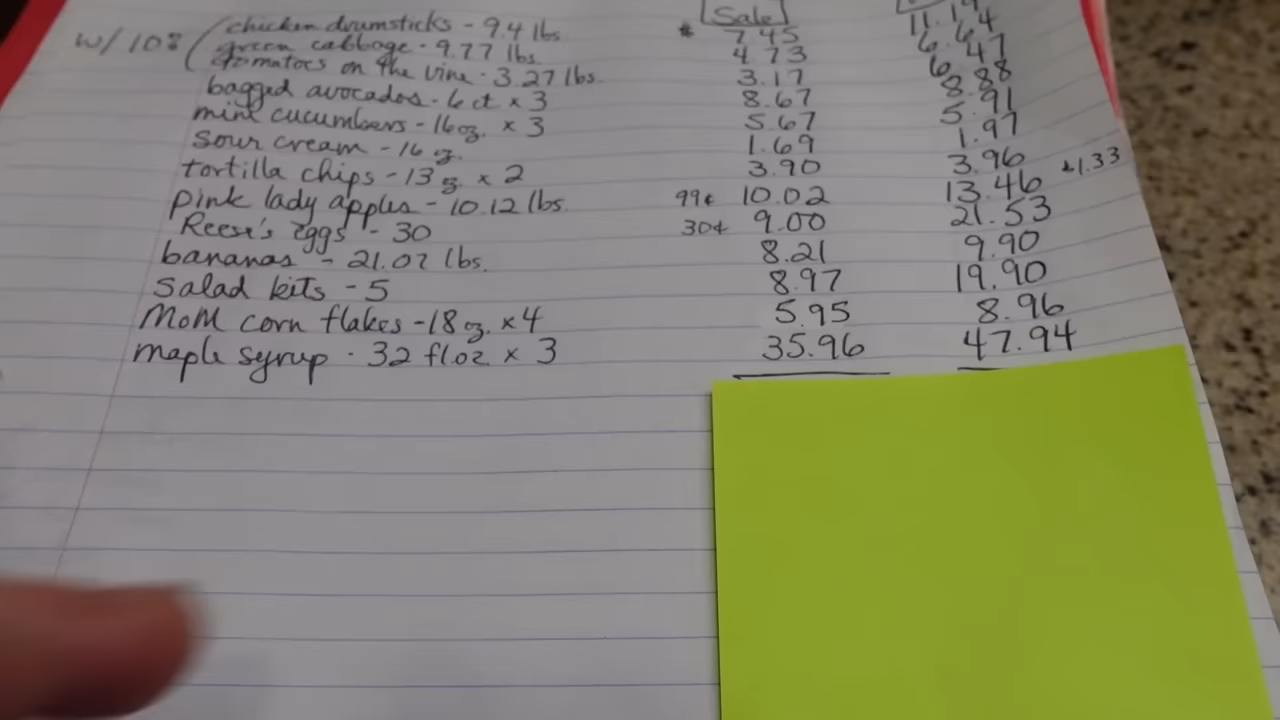 Sale
w/ 10% ( chicken drumsticks - 9.4 lbs. $ 7.45 11.19
green cabbage - 9.77 lbs. 4.73 6.64
tomatoes on the vine - 3.27 lbs. 3.17 6.47
bagged avocados - 6 ct x 3 8.67 8.88
mini cucumbers - 16 oz. x 3 5.67 5.91
sour cream - 16 oz. 1.69 1.97
tortilla chips - 13 oz x 2 3.90 3.96
pink lady apples - 10.12 lbs. 99¢ 10.02 13.46 $1.33
Reese's eggs - 30 30¢ 9.00 21.53
bananas - 21.07 lbs. 8.21 9.90
salad kits - 5 8.97 19.90
MoM corn flakes - 18 oz. x4 5.95 8.96
maple syrup - 32 fl oz x 3 35.96 47.94